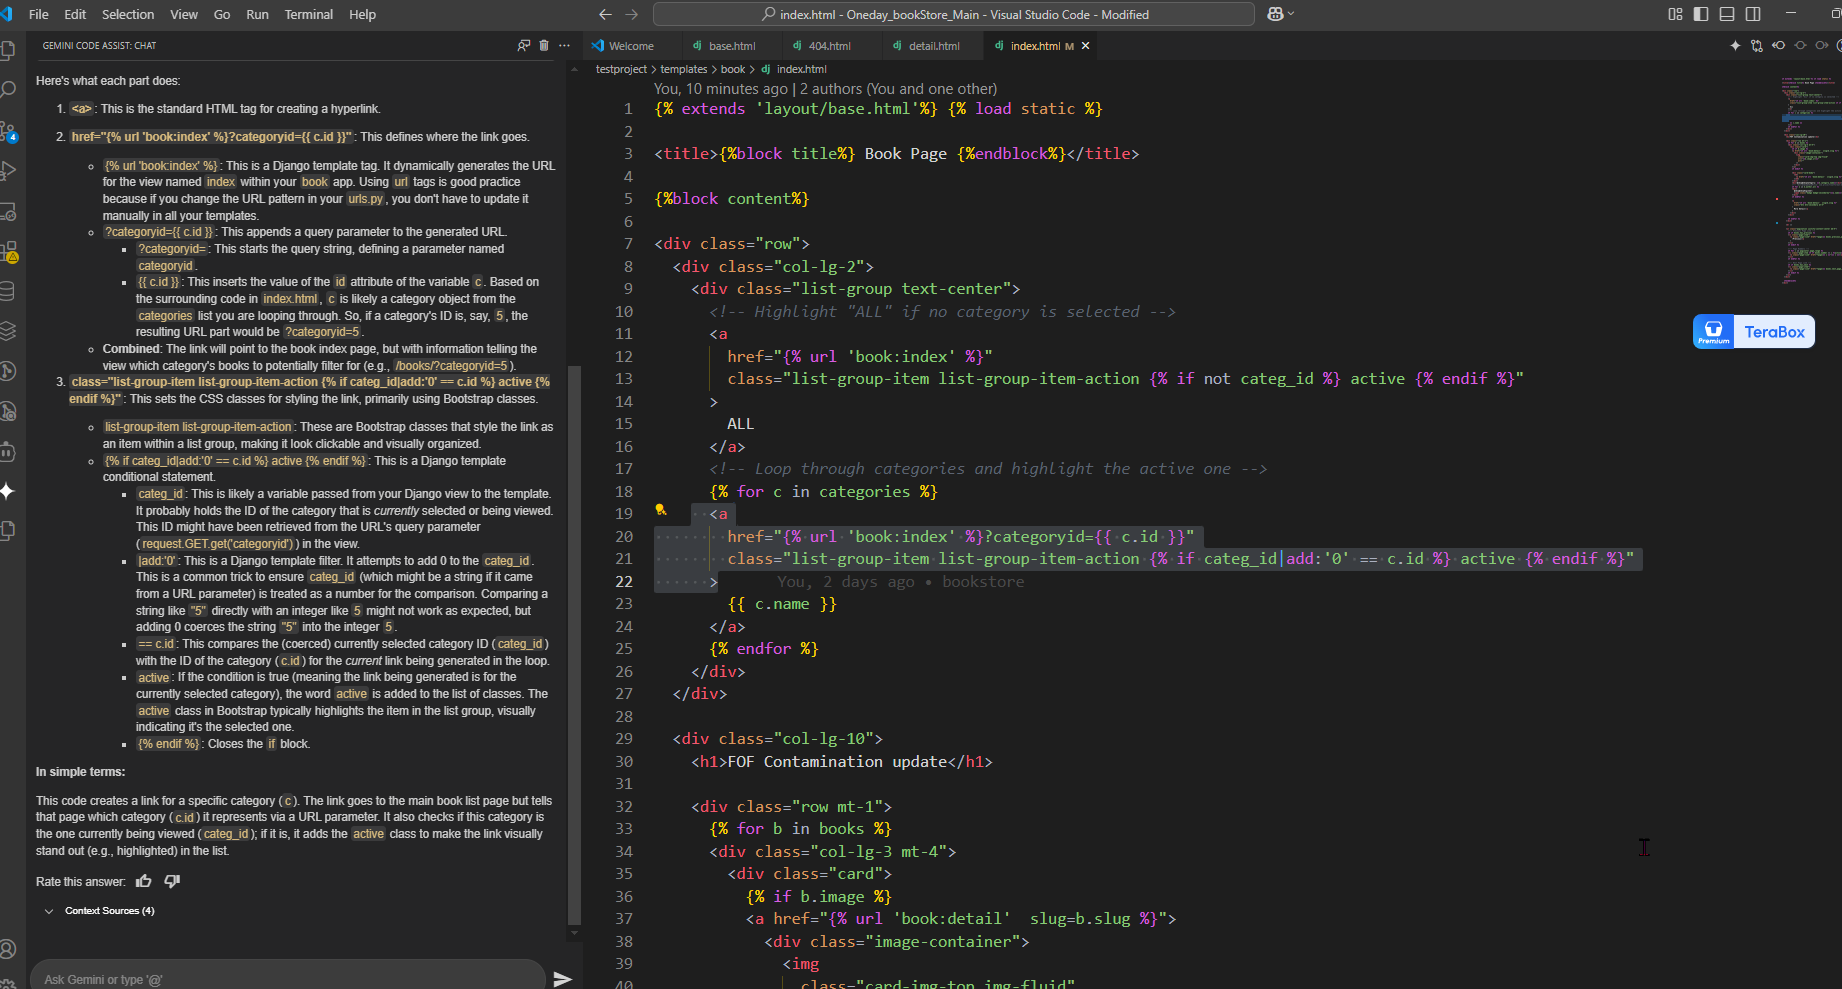 File Edit Selection View Go Run Terminal Help
index.html - Oneday_bookStore_Main - Visual Studio Code - Modified
GEMINI CODE ASSIST: CHAT
Here's what each part does:
1. <a>: This is the standard HTML tag for creating a hyperlink.
2. href="{% url 'book:index' %}?categoryid={{ c.id }}": This defines where the link goes.
{% url 'book:index' %}: This is a Django template tag. It dynamically generates the URL
for the view named index within your book app. Using url tags is good practice
because if you change the URL pattern in your urls.py, you don't have to update it
manually in all your templates.
?categoryid={{ c.id }}: This appends a query parameter to the generated URL.
?categoryid=: This starts the query string, defining a parameter named
categoryid.
{{ c.id }}: This inserts the value of the id attribute of the variable c. Based on
the surrounding code in index.html, c is likely a category object from the
categories list you are looping through. So, if a category's ID is, say, 5, the
resulting URL part would be ?categoryid=5.
Combined: The link will point to the book index page, but with information telling the
view which category's books to potentially filter for (e.g., /books/?categoryid=5).
3. class="list-group-item list-group-item-action {% if categ_id|add:'0' == c.id %} active {%
endif %}": This sets the CSS classes for styling the link, primarily using Bootstrap classes.
list-group-item list-group-item-action: These are Bootstrap classes that style the link as
an item within a list group, making it look clickable and visually organized.
{% if categ_id|add:'0' == c.id %} active {% endif %}: This is a Django template
conditional statement.
categ_id: This is likely a variable passed from your Django view to the template.
It probably holds the ID of the category that is currently selected or being viewed.
This ID might have been retrieved from the URL's query parameter
(request.GET.get('categoryid')) in the view.
|add:'0': This is a Django template filter. It attempts to add 0 to the categ_id.
This is a common trick to ensure categ_id (which might be a string if it came
from a URL parameter) is treated as a number for the comparison. Comparing a
string like "5" directly with an integer like 5 might not work as expected, but
adding 0 coerces the string "5" into the integer 5.
== c.id: This compares the (coerced) currently selected category ID (categ_id)
with the ID of the category (c.id) for the current link being generated in the loop.
active: If the condition is true (meaning the link being generated is for the
currently selected category), the word active is added to the list of classes. The
active class in Bootstrap typically highlights the item in the list group, visually
indicating it's the selected one.
{% endif %}: Closes the if block.
In simple terms:
This code creates a link for a specific category (c). The link goes to the main book list page but tells
that page which category (c.id) it represents via a URL parameter. It also checks if this category is
the one currently being viewed (categ_id); if it is, it adds the active class to make the link visually
stand out (e.g., highlighted) in the list.
Rate this answer:
Context Sources (4)
Ask Gemini or type '@'
4
Welcome
dj base.html
dj 404.html
dj detail.html
dj index.html M
testproject > templates > book > dj index.html
You, 10 minutes ago | 2 authors (You and one other)
1 {% extends 'layout/base.html'%} {% load static %}
2
3 <title>{%block title%} Book Page {%endblock%}</title>
4
5 {%block content%}
6
7 <div class="row">
8 <div class="col-lg-2">
9 <div class="list-group text-center">
10 <!-- Highlight "ALL" if no category is selected -->
11 <a
12 href="{% url 'book:index' %}"
13 class="list-group-item list-group-item-action {% if not categ_id %} active {% endif %}"
14 >
15 ALL
16 </a>
17 <!-- Loop through categories and highlight the active one -->
18 {% for c in categories %}
19 <a
20 href="{% url 'book:index' %}?categoryid={{ c.id }}"
21 class="list-group-item list-group-item-action {% if categ_id|add:'0' == c.id %} active {% endif %}"
22 > You, 2 days ago • bookstore
23 {{ c.name }}
24 </a>
25 {% endfor %}
26 </div>
27 </div>
28
29 <div class="col-lg-10">
30 <h1>FOF Contamination update</h1>
31
32 <div class="row mt-1">
33 {% for b in books %}
34 <div class="col-lg-3 mt-4">
35 <div class="card">
36 {% if b.image %}
37 <a href="{% url 'book:detail' slug=b.slug %}">
38 <div class="image-container">
39 <img
40 class="card-img-top img-fluid"
Premium
TeraBox